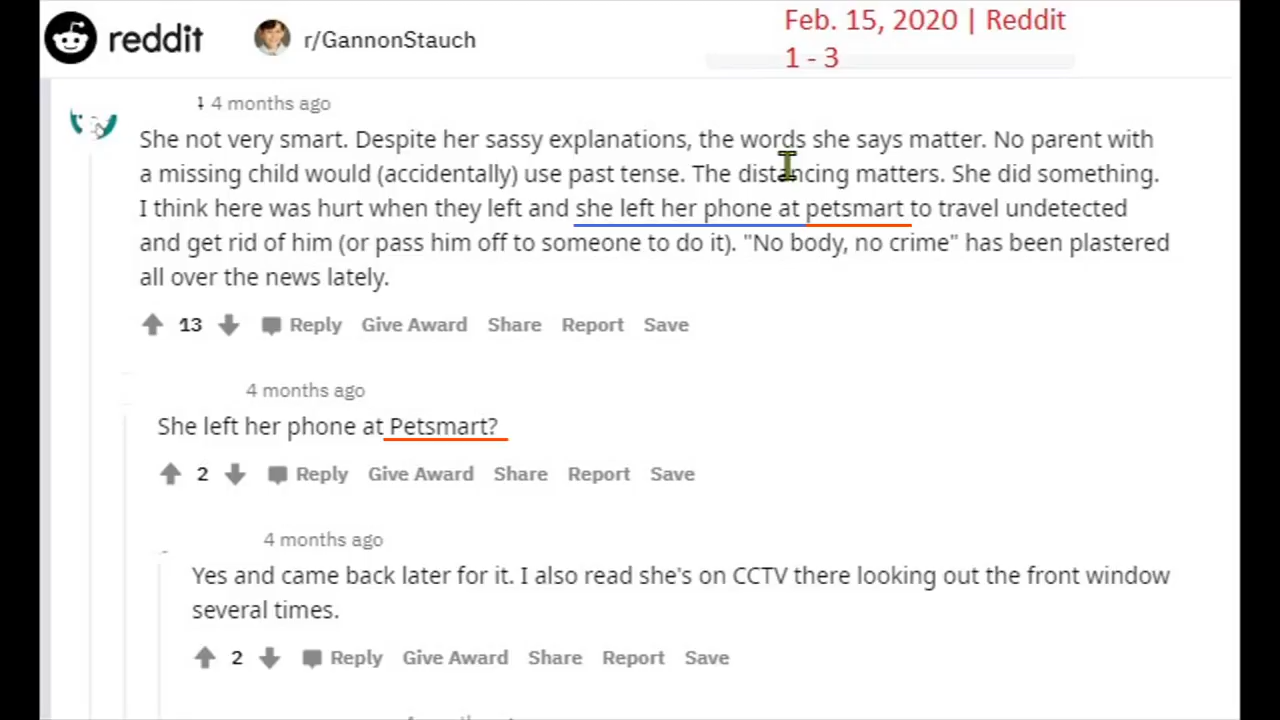 reddit
r/GannonStauch
Feb. 15, 2020 | Reddit
1 - 3
4 months ago
She not very smart. Despite her sassy explanations, the words she says matter. No parent with
a missing child would (accidentally) use past tense. The distancing matters. She did something.
I think here was hurt when they left and she left her phone at petsmart to travel undetected
and get rid of him (or pass him off to someone to do it). "No body, no crime" has been plastered
all over the news lately.
13 Reply Give Award Share Report Save
4 months ago
She left her phone at Petsmart?
2 Reply Give Award Share Report Save
4 months ago
Yes and came back later for it. I also read she's on CCTV there looking out the front window
several times.
2 Reply Give Award Share Report Save